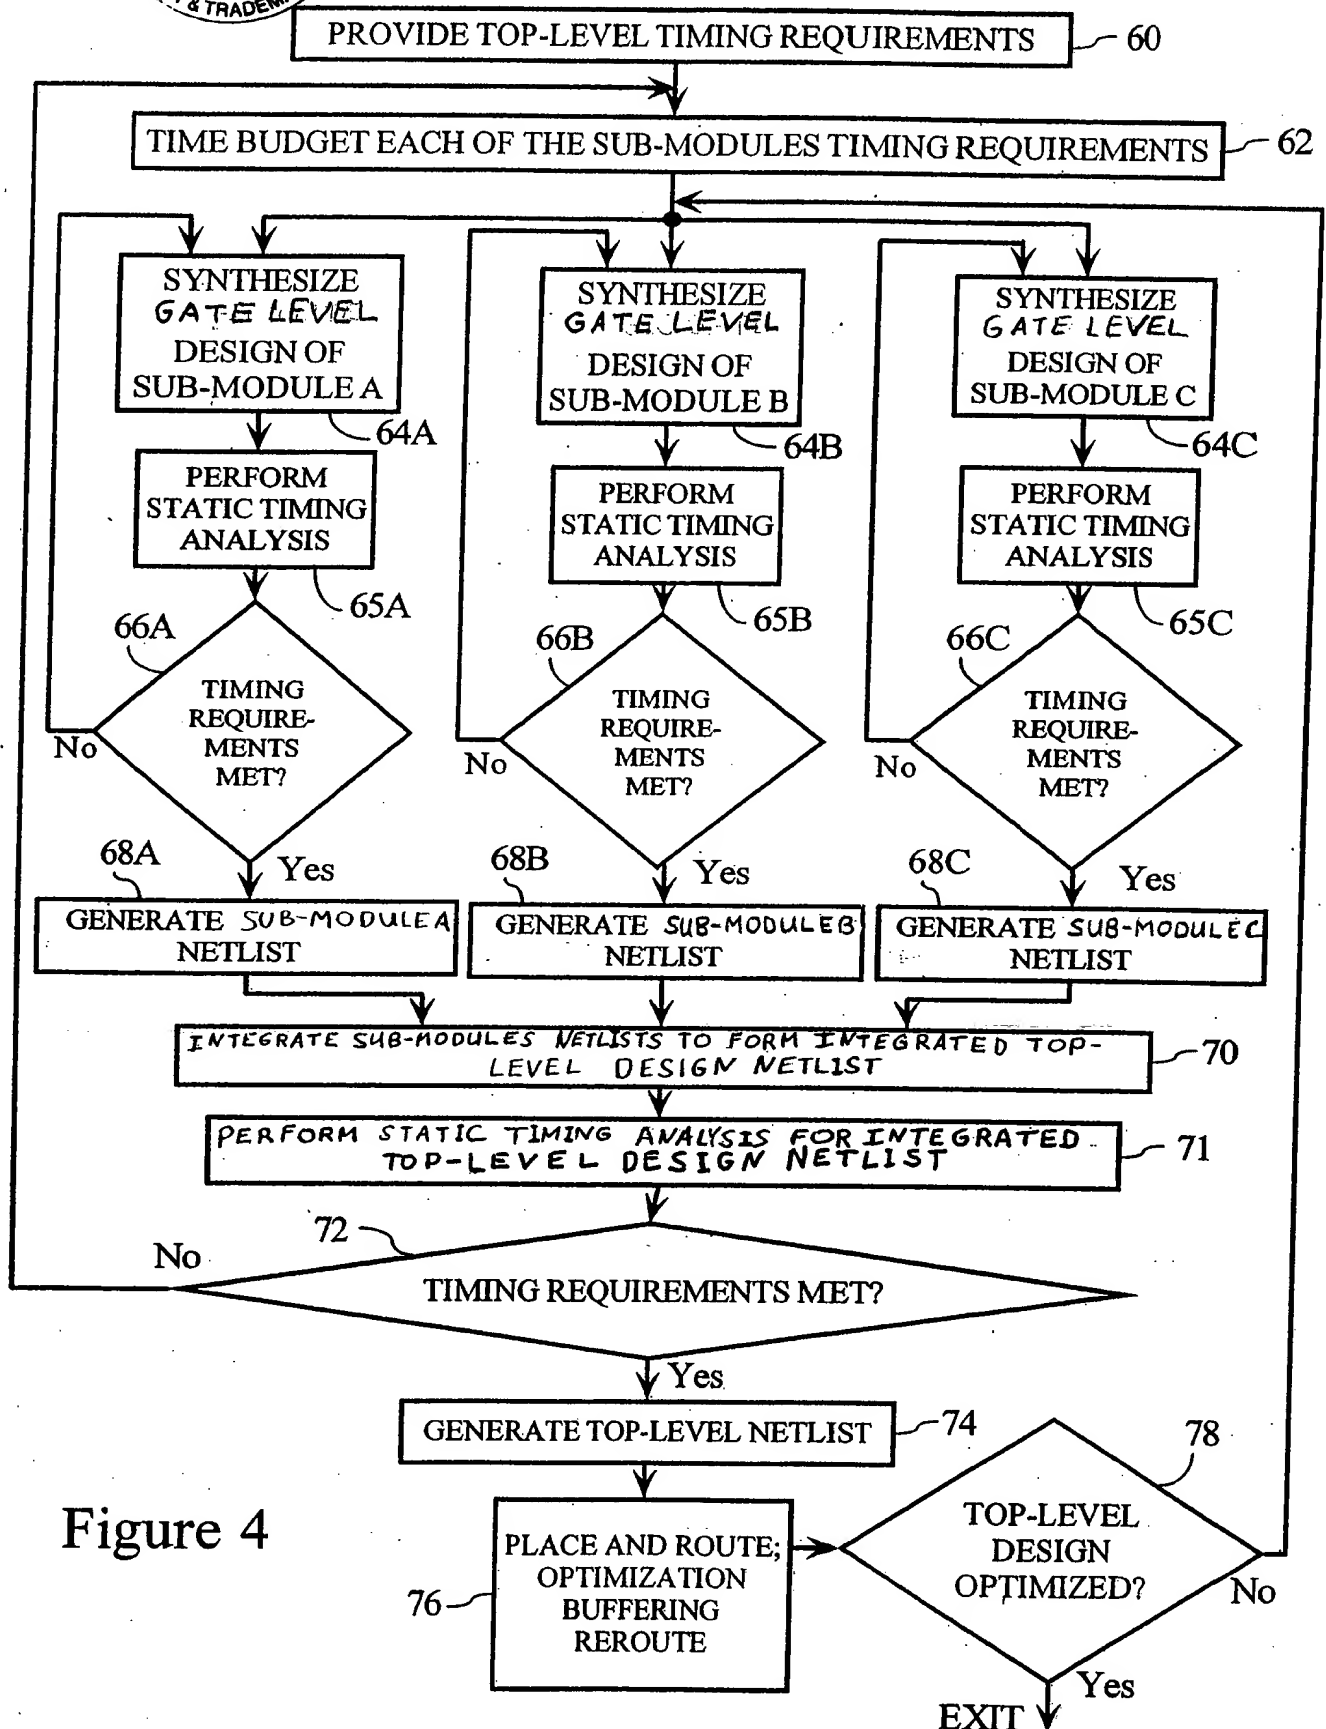 & TRADEM
PROVIDE TOP-LEVEL TIMING REQUIREMENTS
60
TIME BUDGET EACH OF THE SUB-MODULES TIMING REQUIREMENTS
62
SYNTHESIZE
GATE LEVEL
DESIGN OF
SUB-MODULE A
64A
SYNTHESIZE
GATE LEVEL
DESIGN OF
SUB-MODULE B
64B
SYNTHESIZE
GATE LEVEL
DESIGN OF
SUB-MODULE C
64C
PERFORM
STATIC TIMING
ANALYSIS
65A
PERFORM
STATIC TIMING
ANALYSIS
65B
PERFORM
STATIC TIMING
ANALYSIS
65C
66A
TIMING
REQUIRE-
MENTS
MET?
No
Yes
66B
TIMING
REQUIRE-
MENTS
MET?
No
Yes
66C
TIMING
REQUIRE-
MENTS
MET?
No
Yes
68A
GENERATE SUB-MODULE A
NETLIST
68B
GENERATE SUB-MODULE B
NETLIST
68C
GENERATE SUB-MODULE C
NETLIST
INTEGRATE SUB-MODULES NETLISTS TO FORM INTEGRATED TOP-
LEVEL DESIGN NETLIST
70
PERFORM STATIC TIMING ANALYSIS FOR INTEGRATED
TOP-LEVEL DESIGN NETLIST
71
72
No
TIMING REQUIREMENTS MET?
Yes
GENERATE TOP-LEVEL NETLIST
74
78
PLACE AND ROUTE;
OPTIMIZATION
BUFFERING
REROUTE
76
TOP-LEVEL
DESIGN
OPTIMIZED?
No
Yes
EXIT
Figure 4